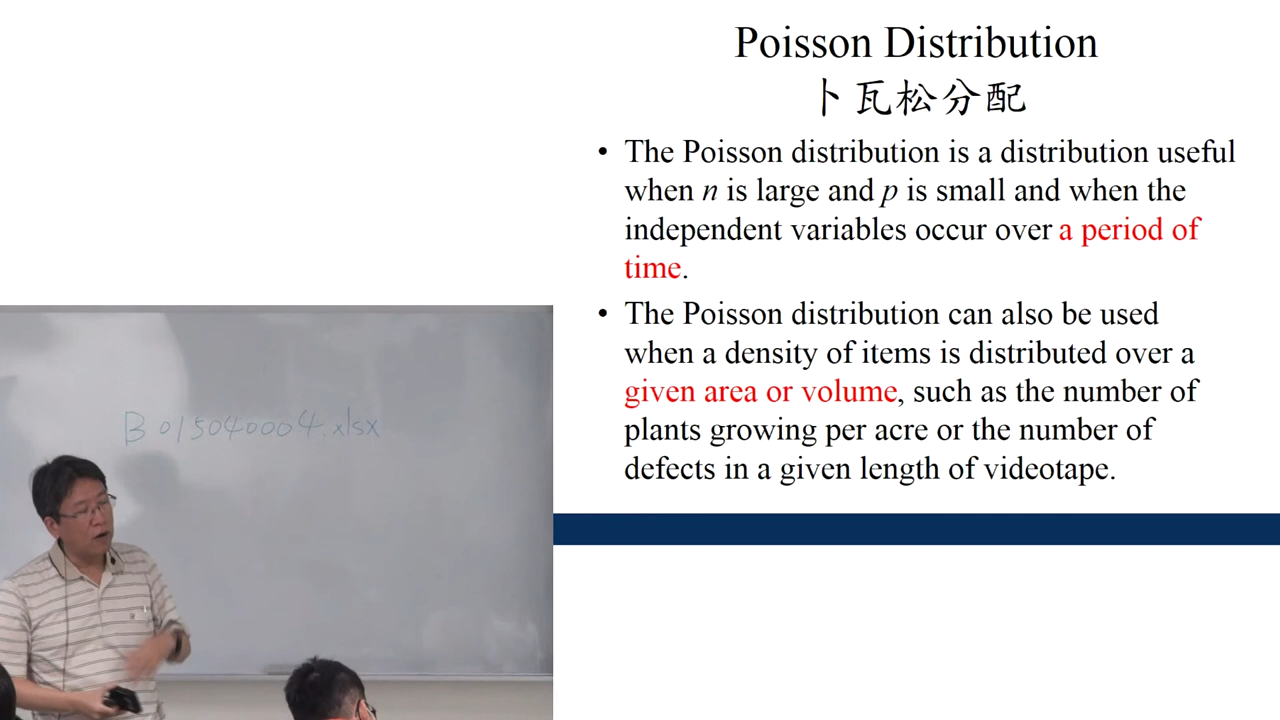 Poisson Distribution
卜瓦松分配
• The Poisson distribution is a distribution useful
when n is large and p is small and when the
independent variables occur over a period of
time.
• The Poisson distribution can also be used
when a density of items is distributed over a
given area or volume, such as the number of
plants growing per acre or the number of
defects in a given length of videotape.
B015040004.xlsx